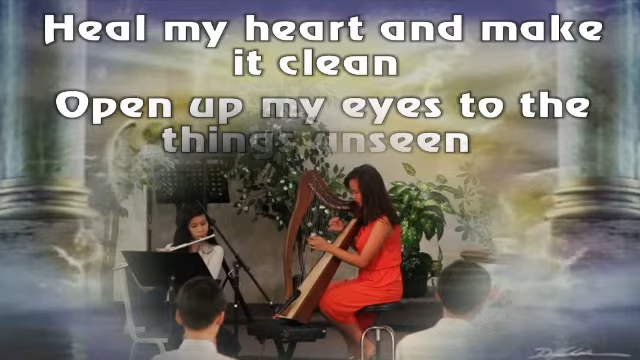 Heal my heart and make
it clean
Open up my eyes to the
things unseen